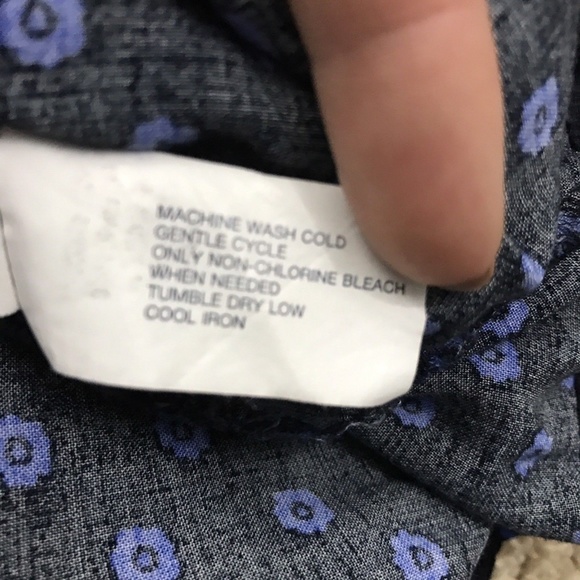 MACHINE WASH COLD
GENTLE CYCLE
ONLY NON-CHLORINE BLEACH
WHEN NEEDED
TUMBLE DRY LOW
COOL IRON